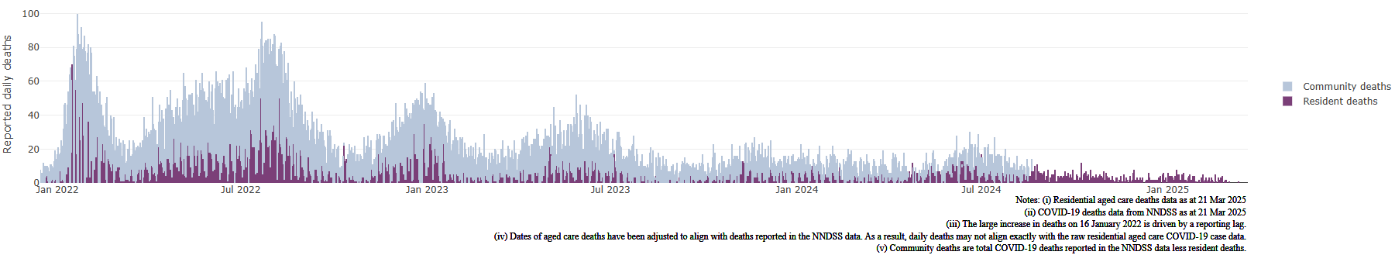 100
Reported daily deaths
80
60
40
20
0
Jan 2022
Jul 2022
Jan 2023
Jul 2023
Jan 2024
Jul 2024
Jan 2025
Community deaths
Resident deaths
Notes: (i) Residential aged care deaths data as at 21 Mar 2025
(ii) COVID-19 deaths data from NNDSS as at 21 Mar 2025
(iii) The large increase in deaths on 16 January 2022 is driven by a reporting lag.
(iv) Dates of aged care deaths have been adjusted to align with deaths reported in the NNDSS data. As a result, daily deaths may not align exactly with the raw residential aged care COVID-19 case data.
(v) Community deaths are total COVID-19 deaths reported in the NNDSS data less resident deaths.